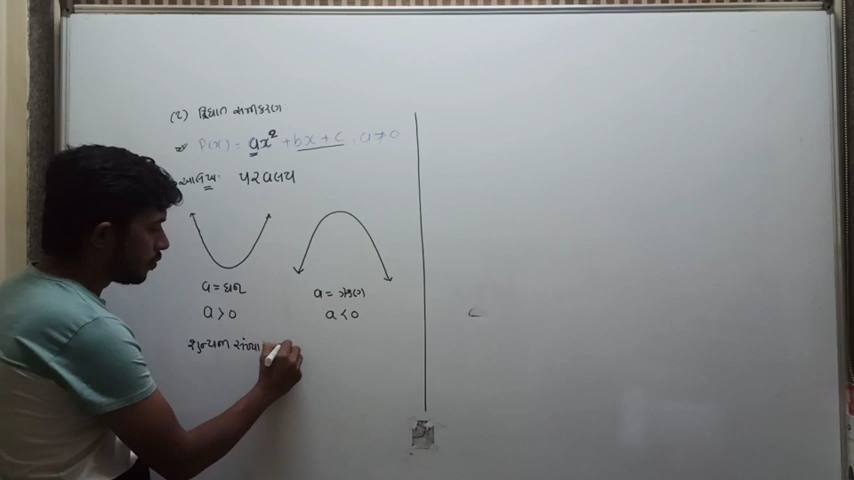 (૨) દ્વિઘાત સમીકરણ
P(x) = ax² + bx + c , a ≠ 0
આલેખ: પરવલય
a = ધન
a > 0
a = ઋણ
a < 0
શૂન્યની સંખ્યા